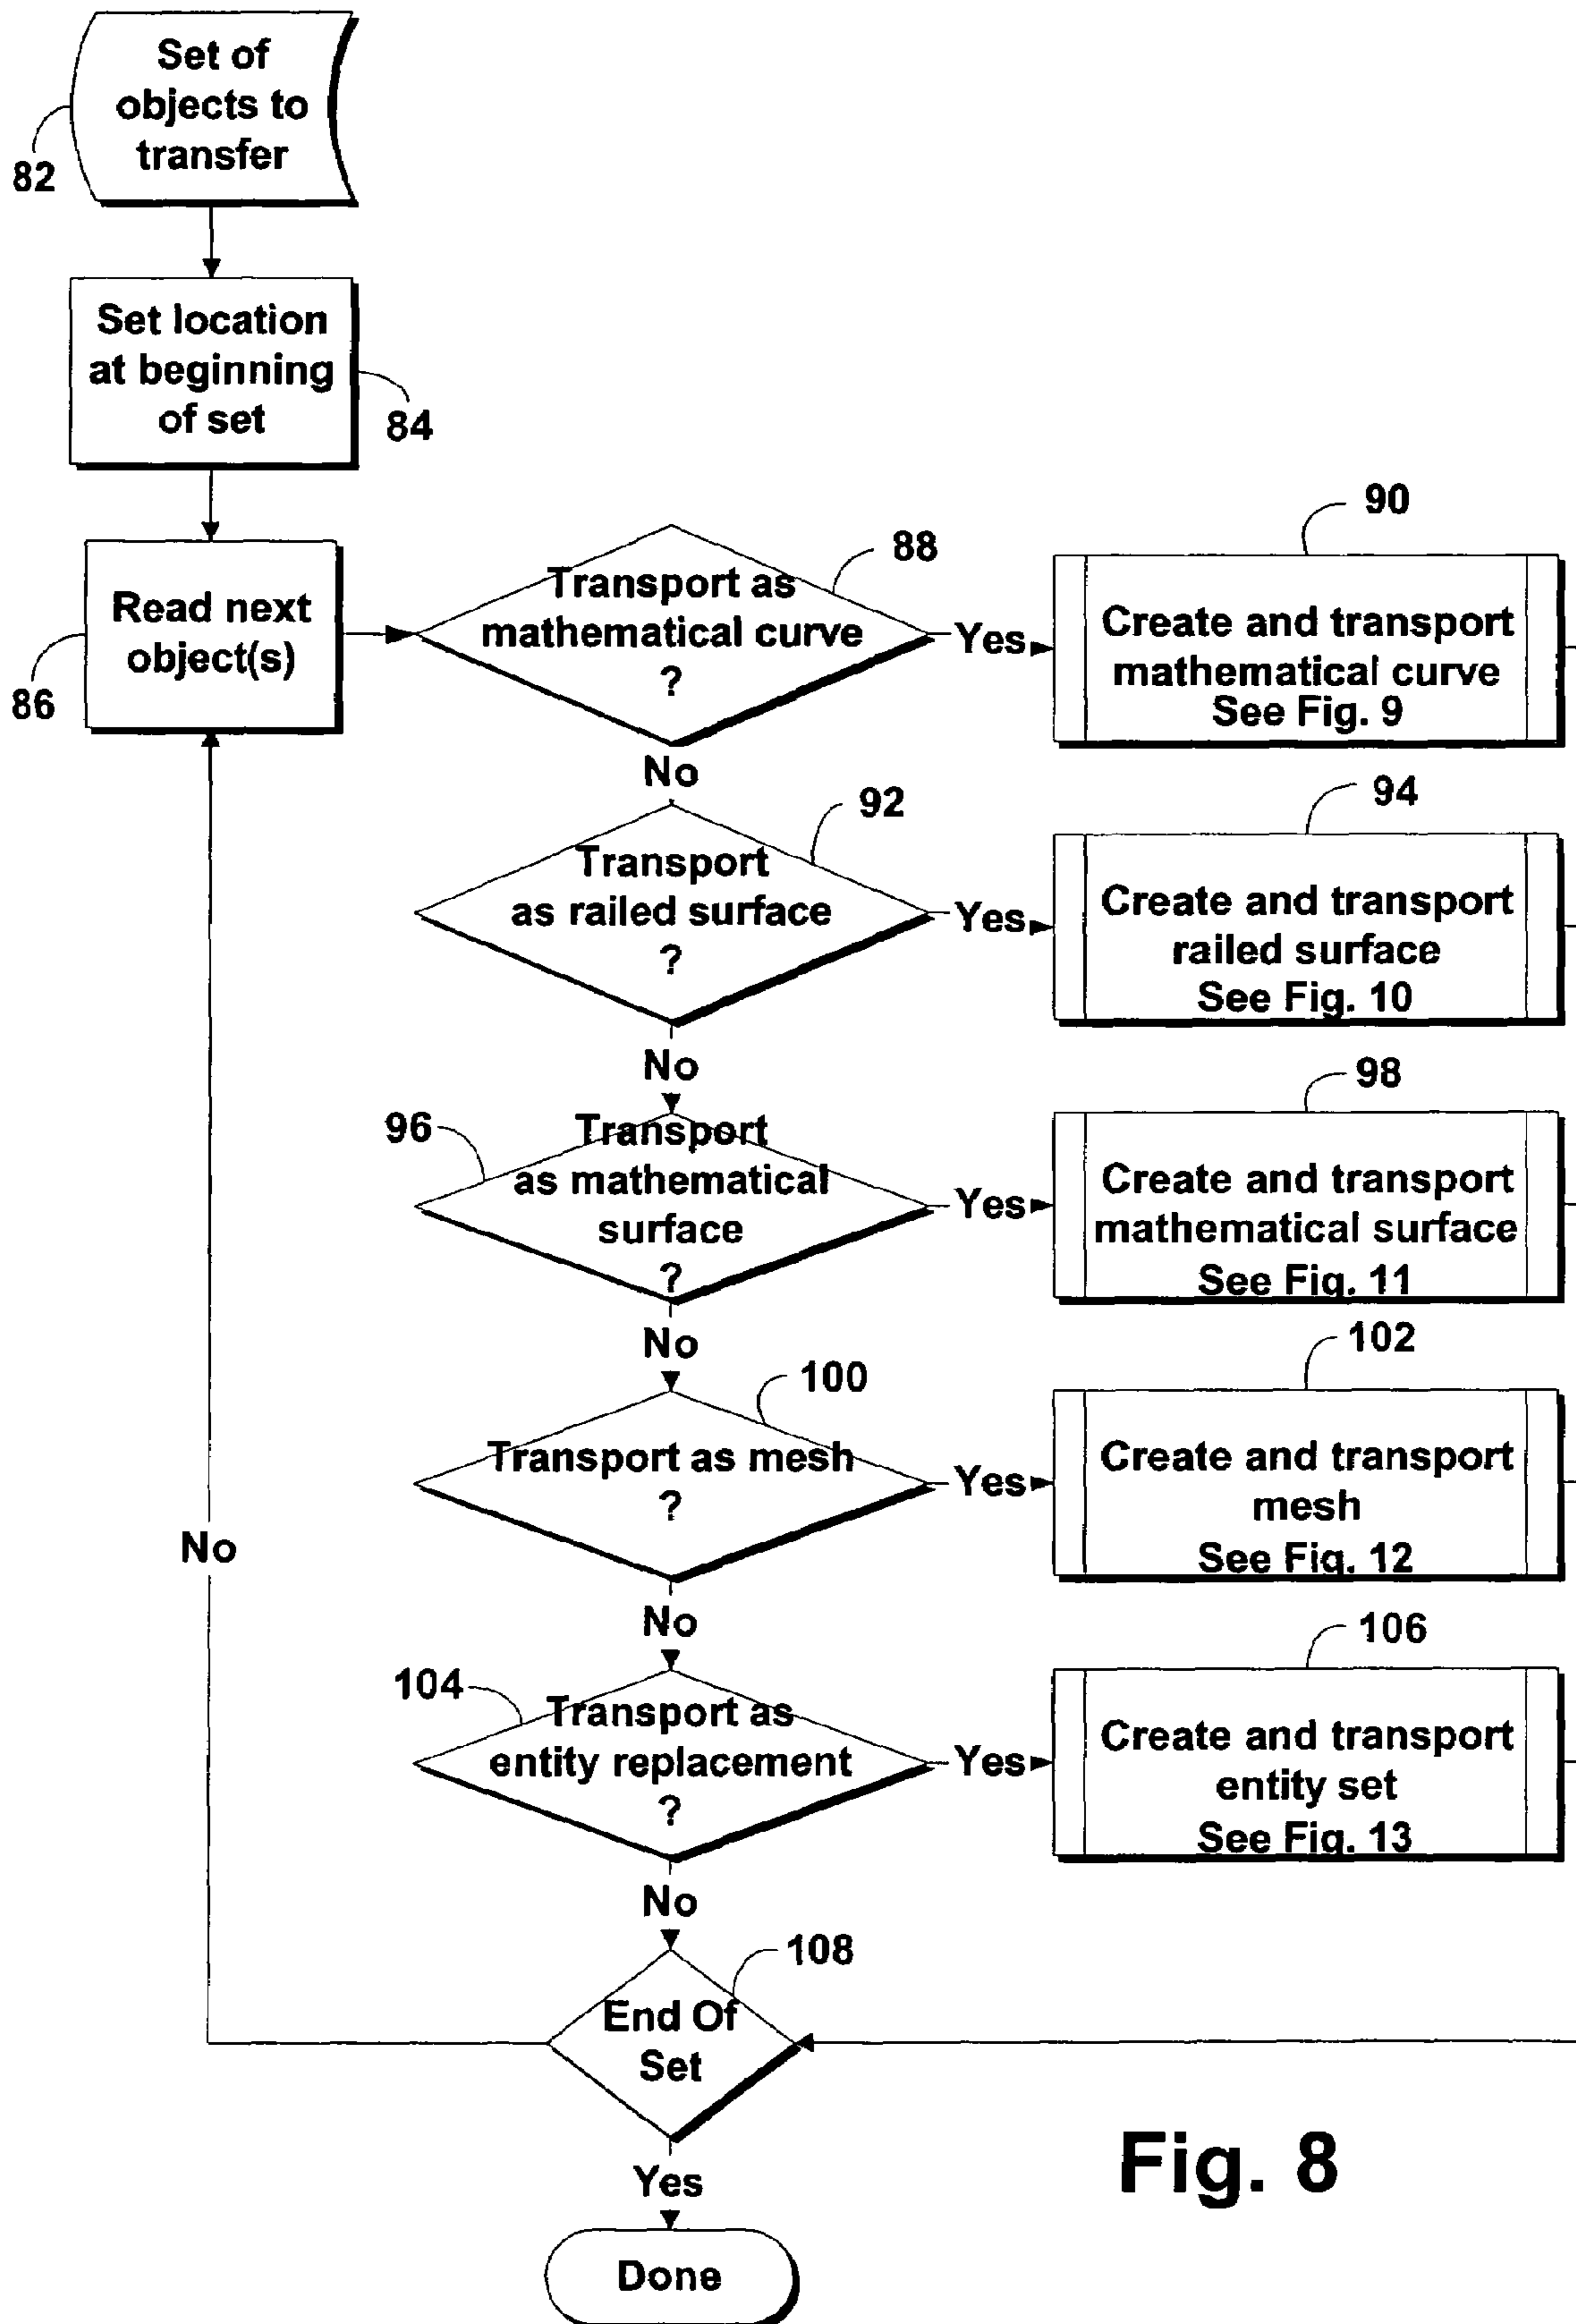 Set of
objects to
transfer
82
Set location
at beginning
of set
84
Read next
object(s)
86
Transport as
mathematical curve
?
88
Yes
90
Create and transport
mathematical curve
See Fig. 9
No
92
Transport
as railed surface
?
Yes
94
Create and transport
railed surface
See Fig. 10
No
96
Transport
as mathematical
surface
?
Yes
98
Create and transport
mathematical surface
See Fig. 11
No
100
Transport as mesh
?
Yes
102
Create and transport
mesh
See Fig. 12
No
No
104
Transport as
entity replacement
?
Yes
106
Create and transport
entity set
See Fig. 13
No
108
End Of
Set
Yes
Done
Fig. 8